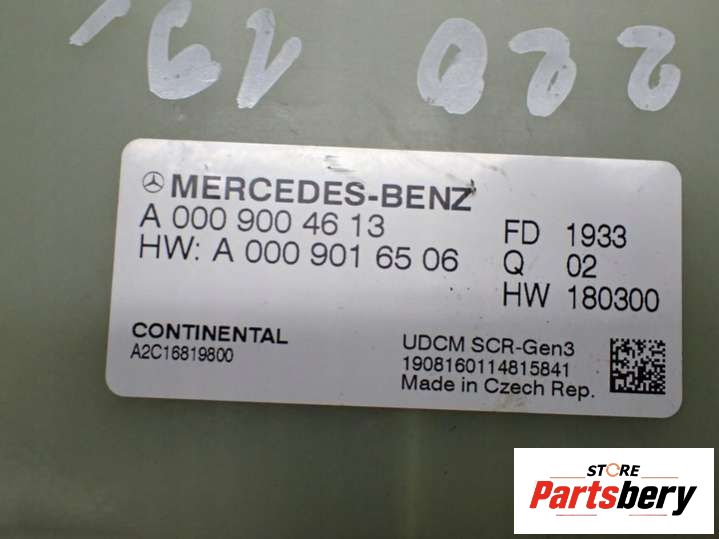 MERCEDES-BENZ
A 000 900 46 13
HW: A 000 901 65 06
FD 1933
Q 02
HW 180300
CONTINENTAL
A2C16819800
UDCM SCR-Gen3
1908160114815841
Made in Czech Rep.
STORE
Partsbery